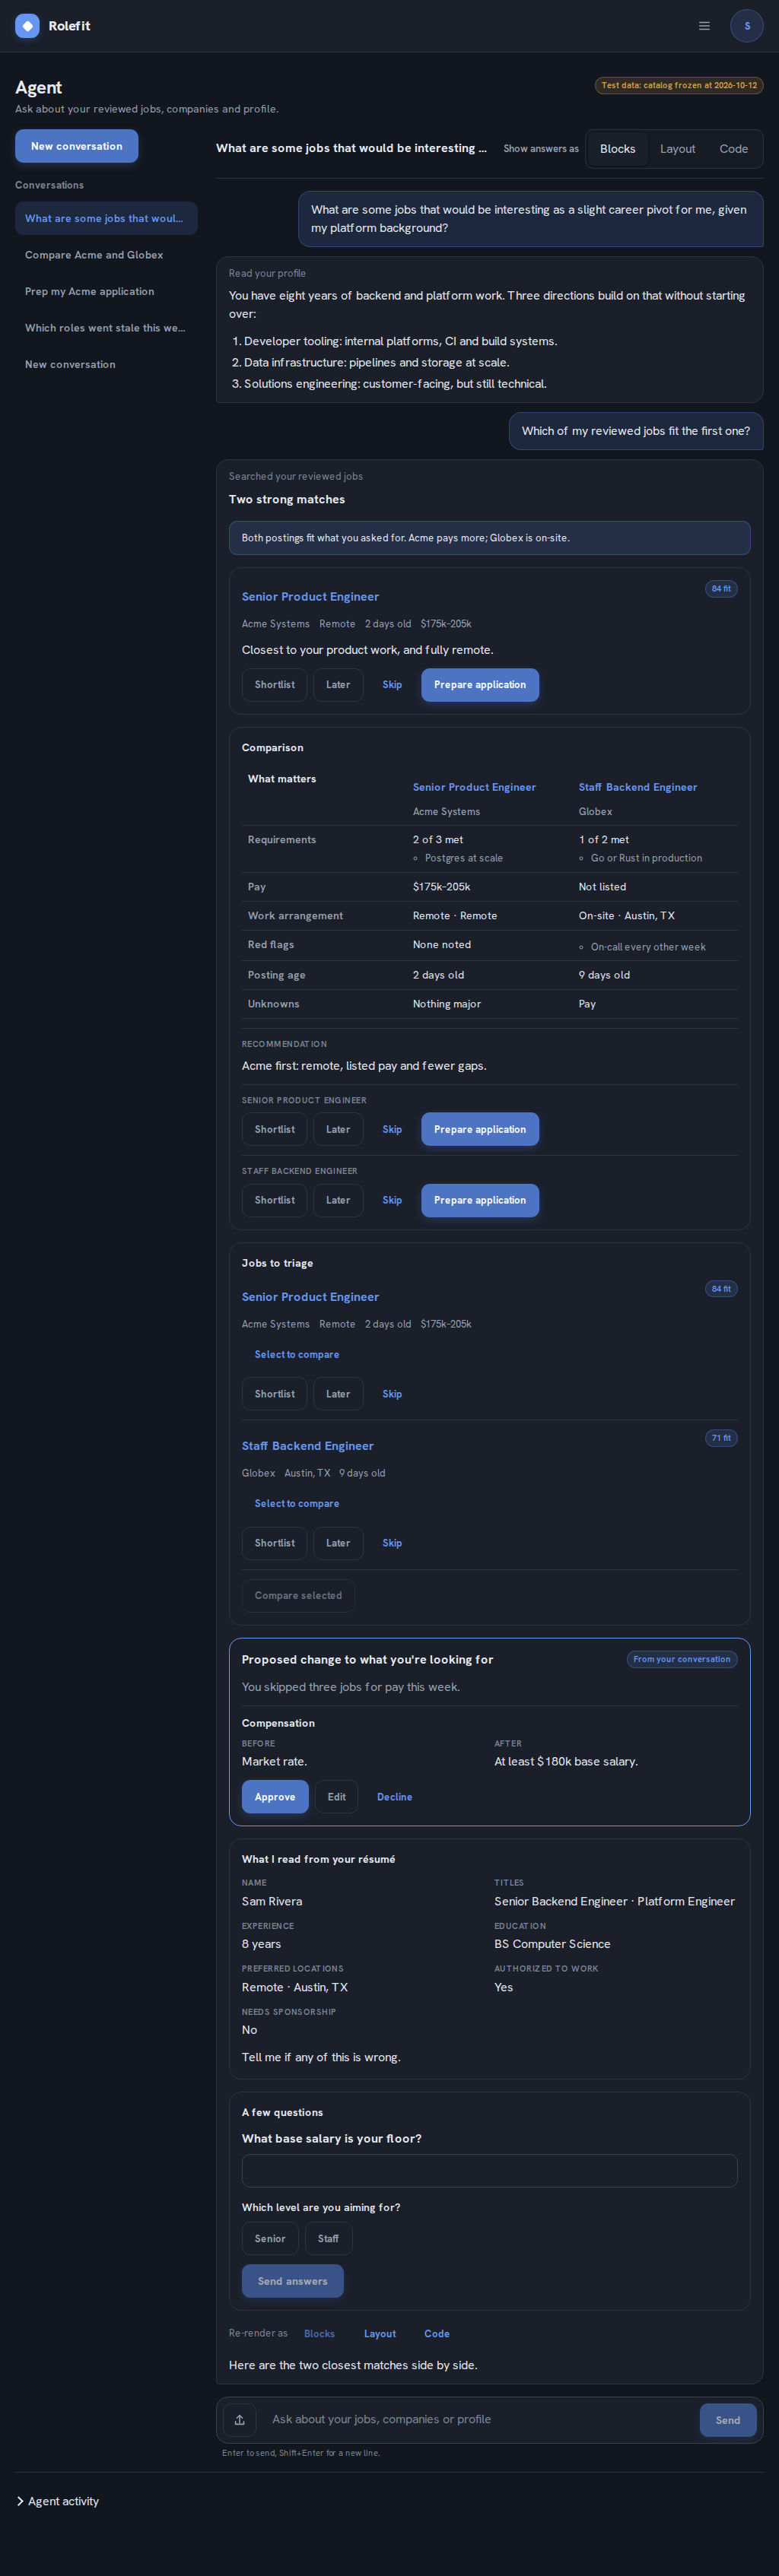 Rolefit
S
Agent
Test data: catalog frozen at 2026-10-12
Ask about your reviewed jobs, companies and profile.
New conversation
Conversations
What are some jobs that woul...
Compare Acme and Globex
Prep my Acme application
Which roles went stale this we...
New conversation
What are some jobs that would be interesting ...
Show answers as
Blocks
Layout
Code
What are some jobs that would be interesting as a slight career pivot for me, given
my platform background?
Read your profile
You have eight years of backend and platform work. Three directions build on that without starting
over:
1. Developer tooling: internal platforms, CI and build systems.
2. Data infrastructure: pipelines and storage at scale.
3. Solutions engineering: customer-facing, but still technical.
Which of my reviewed jobs fit the first one?
Searched your reviewed jobs
Two strong matches
Both postings fit what you asked for. Acme pays more; Globex is on-site.
Senior Product Engineer
84 fit
Acme Systems Remote 2 days old $175k-205k
Closest to your product work, and fully remote.
Shortlist Later Skip Prepare application
Comparison
What matters
Senior Product Engineer
Staff Backend Engineer
Acme Systems
Globex
Requirements
2 of 3 met
1 of 2 met
Postgres at scale
Go or Rust in production
Pay
$175k-205k
Not listed
Work arrangement
Remote · Remote
On-site · Austin, TX
Red flags
None noted
On-call every other week
Posting age
2 days old
9 days old
Unknowns
Nothing major
Pay
RECOMMENDATION
Acme first: remote, listed pay and fewer gaps.
SENIOR PRODUCT ENGINEER
Shortlist Later Skip Prepare application
STAFF BACKEND ENGINEER
Shortlist Later Skip Prepare application
Jobs to triage
Senior Product Engineer
84 fit
Acme Systems Remote 2 days old $175k-205k
Select to compare
Shortlist Later Skip
Staff Backend Engineer
71 fit
Globex Austin, TX 9 days old
Select to compare
Shortlist Later Skip
Compare selected
Proposed change to what you're looking for
From your conversation
You skipped three jobs for pay this week.
Compensation
BEFORE
AFTER
Market rate.
At least $180k base salary.
Approve Edit Decline
What I read from your résumé
NAME
TITLES
Sam Rivera
Senior Backend Engineer · Platform Engineer
EXPERIENCE
EDUCATION
8 years
BS Computer Science
PREFERRED LOCATIONS
AUTHORIZED TO WORK
Remote · Austin, TX
Yes
NEEDS SPONSORSHIP
No
Tell me if any of this is wrong.
A few questions
What base salary is your floor?
Which level are you aiming for?
Senior Staff
Send answers
Re-render as Blocks Layout Code
Here are the two closest matches side by side.
Ask about your jobs, companies or profile
Send
Enter to send, Shift+Enter for a new line.
Agent activity